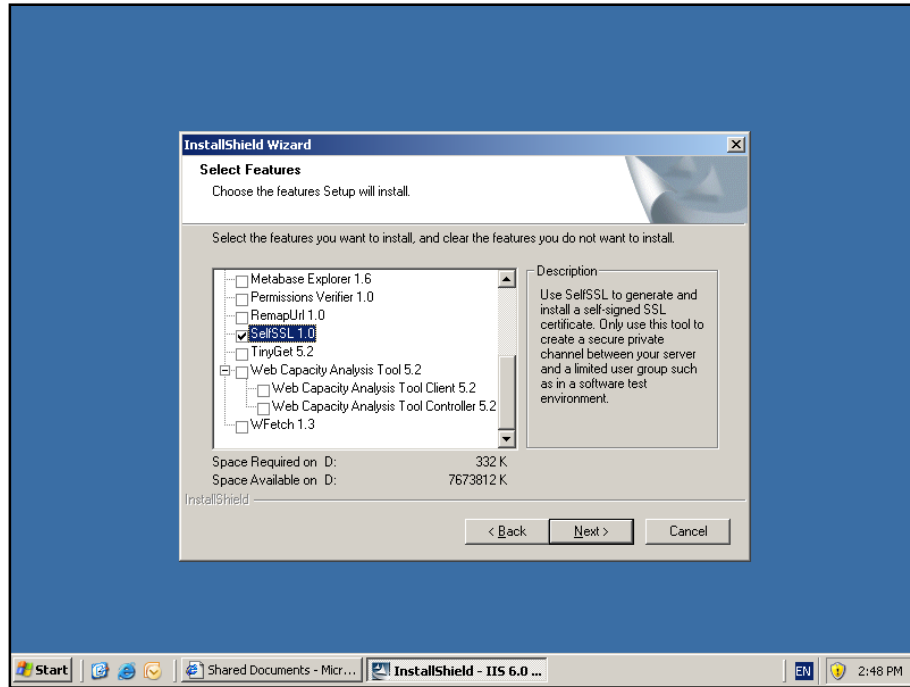 InstallShield Wizard
Select Features
Choose the features Setup will install.
Select the features you want to install, and clear the features you do not want to install.
Metabase Explorer 1.6
Permissions Verifier 1.0
RemapUrl 1.0
SelfSSL 1.0
TinyGet 5.2
Web Capacity Analysis Tool 5.2
Web Capacity Analysis Tool Client 5.2
Web Capacity Analysis Tool Controller 5.2
WFetch 1.3
Description
Use SelfSSL to generate and
install a self-signed SSL
certificate. Only use this tool to
create a secure private
channel between your server
and a limited user group such
as in a software test
environment.
Space Required on D: 332 K
Space Available on D: 7673812 K
InstallShield
< Back
Next >
Cancel
Start
Shared Documents - Micr...
InstallShield - IIS 6.0 ...
EN
2:48 PM